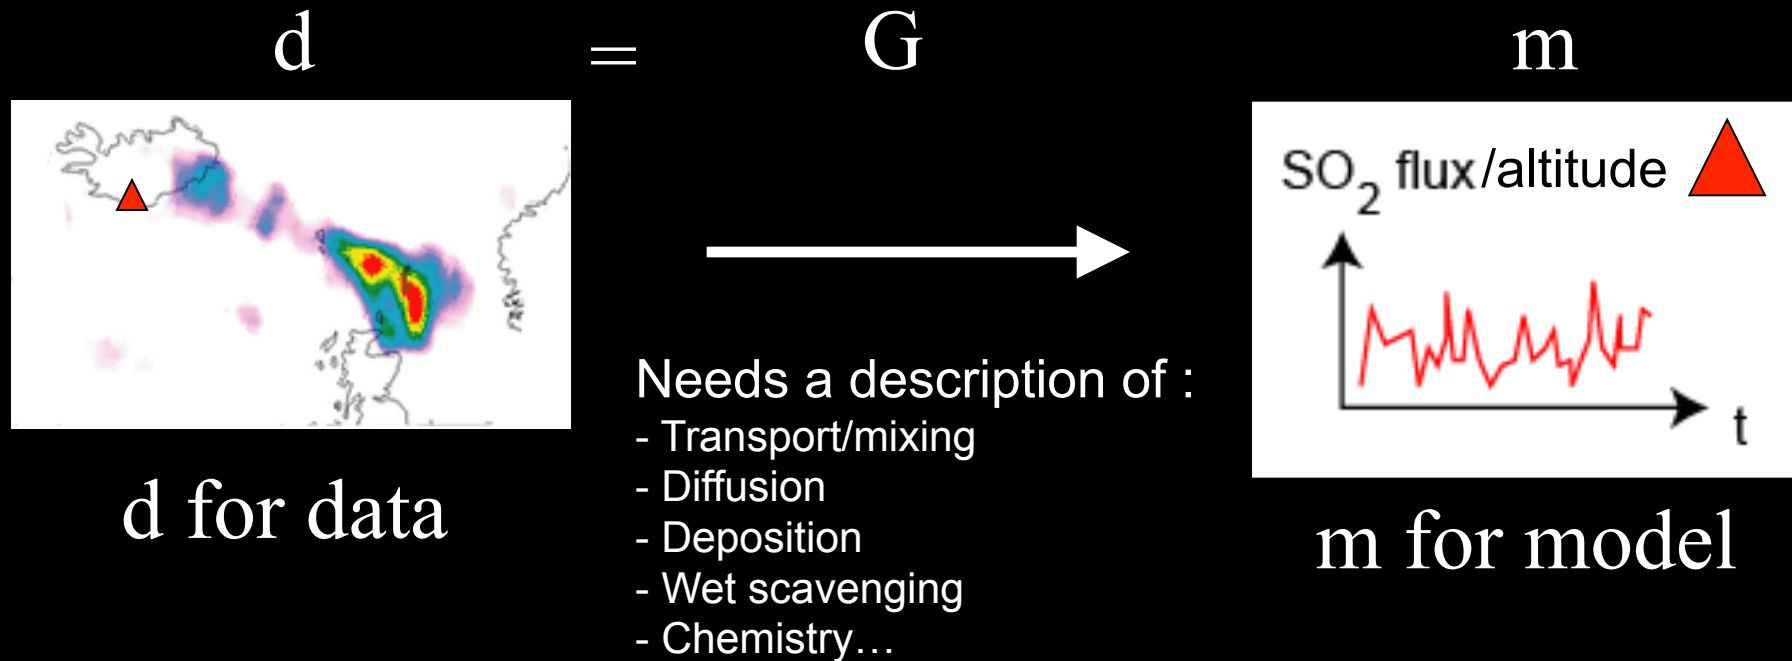 d = G m
SO₂ flux/altitude
t
Needs a description of :
- Transport/mixing
- Diffusion
- Deposition
- Wet scavenging
- Chemistry…
d for data
m for model